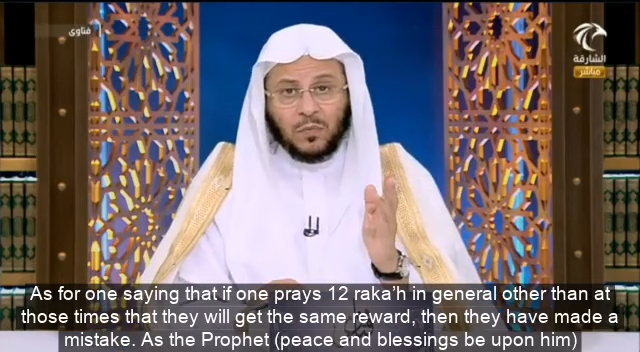 فتاوى
الشارقة
مباشر
As for one saying that if one prays 12 raka’h in general other than at
those times that they will get the same reward, then they have made a
mistake. As the Prophet (peace and blessings be upon him)